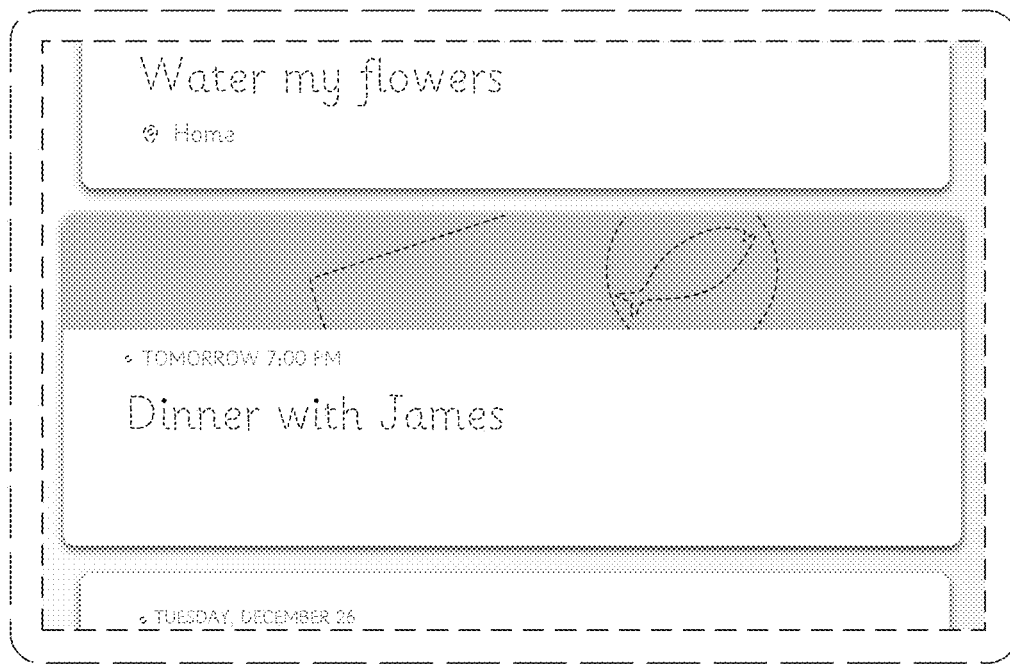 Water my flowers
Home
TOMORROW 7:00 PM
Dinner with James
TUESDAY, DECEMBER 26